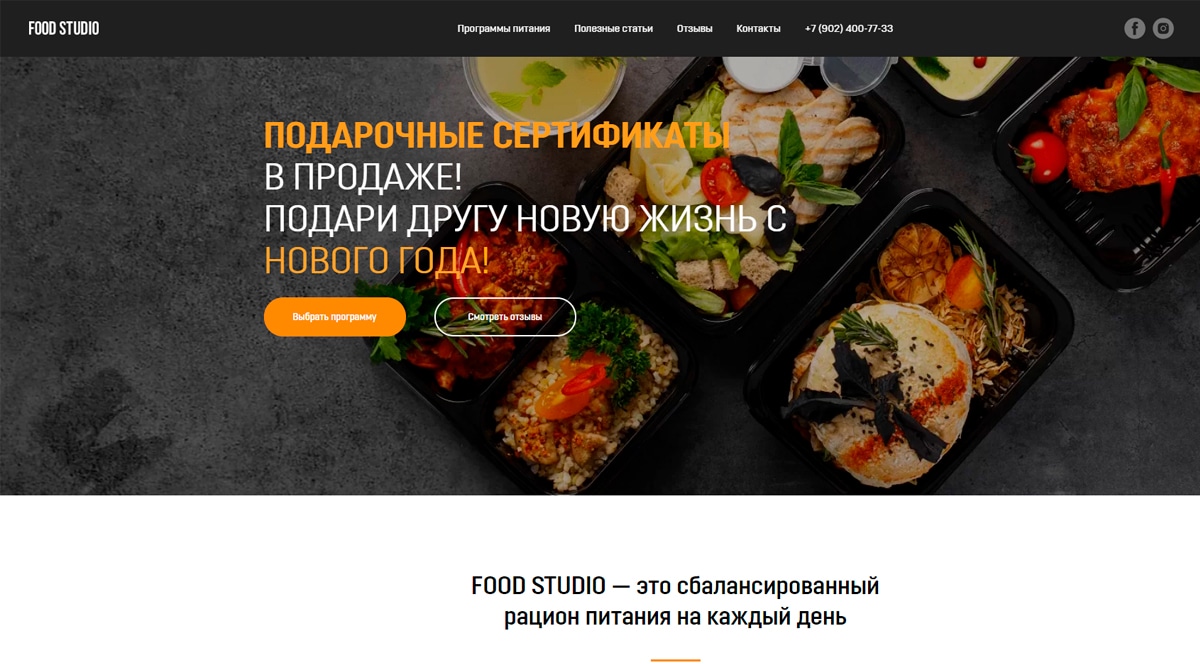 FOOD STUDIO
Программы питания
Полезные статьи
Отзывы
Контакты
+7 (902) 400-77-33
ПОДАРОЧНЫЕ СЕРТИФИКАТЫ
В ПРОДАЖЕ!
ПОДАРИ ДРУГУ НОВУЮ ЖИЗНЬ С
НОВОГО ГОДА!
Выбрать программу
Смотреть отзывы
FOOD STUDIO — это сбалансированный
рацион питания на каждый день